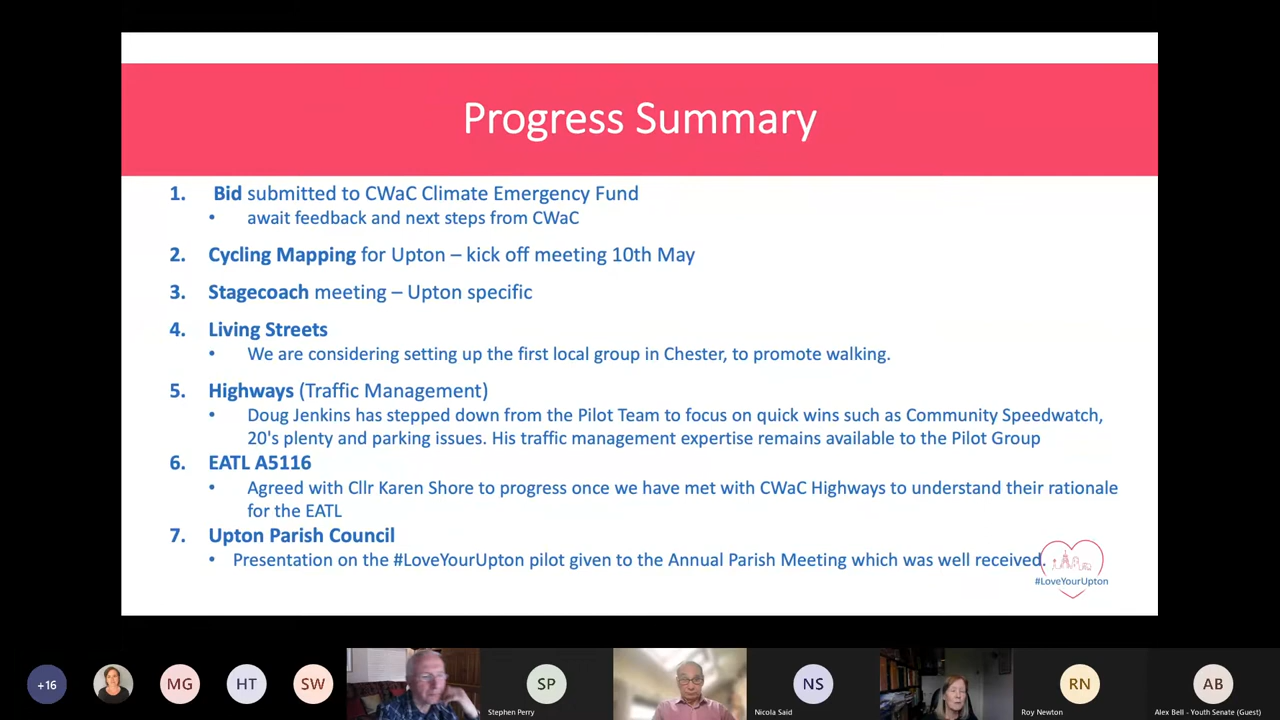 Progress Summary
1. Bid submitted to CWaC Climate Emergency Fund
• await feedback and next steps from CWaC
2. Cycling Mapping for Upton – kick off meeting 10th May
3. Stagecoach meeting – Upton specific
4. Living Streets
• We are considering setting up the first local group in Chester, to promote walking.
5. Highways (Traffic Management)
• Doug Jenkins has stepped down from the Pilot Team to focus on quick wins such as Community Speedwatch,
20's plenty and parking issues. His traffic management expertise remains available to the Pilot Group
6. EATL A5116
• Agreed with Cllr Karen Shore to progress once we have met with CWaC Highways to understand their rationale
for the EATL
7. Upton Parish Council
• Presentation on the #LoveYourUpton pilot given to the Annual Parish Meeting which was well received.
#LoveYourUpton
+16
MG
HT
SW
SP
Stephen Perry
NS
Nicola Said
RN
Roy Newton
AB
Alex Bell - Youth Senate (Guest)